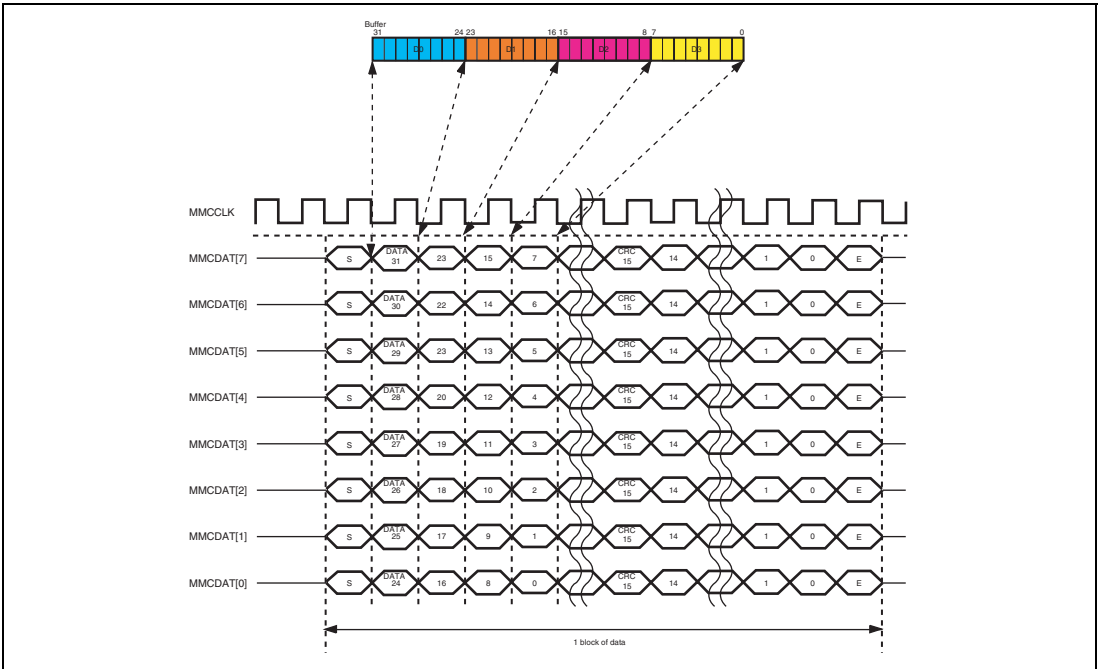 Buffer
31 24 23 16 15 8 7 0
D0 D1 D2 D3
MMCCLK
MMCDAT[7] S DATA 31 23 15 7 CRC 15 14 1 0 E
MMCDAT[6] S DATA 30 22 14 6 CRC 15 14 1 0 E
MMCDAT[5] S DATA 29 23 13 5 CRC 15 14 1 0 E
MMCDAT[4] S DATA 28 20 12 4 CRC 15 14 1 0 E
MMCDAT[3] S DATA 27 19 11 3 CRC 15 14 1 0 E
MMCDAT[2] S DATA 26 18 10 2 CRC 15 14 1 0 E
MMCDAT[1] S DATA 25 17 9 1 CRC 15 14 1 0 E
MMCDAT[0] S DATA 24 16 8 0 CRC 15 14 1 0 E
1 block of data